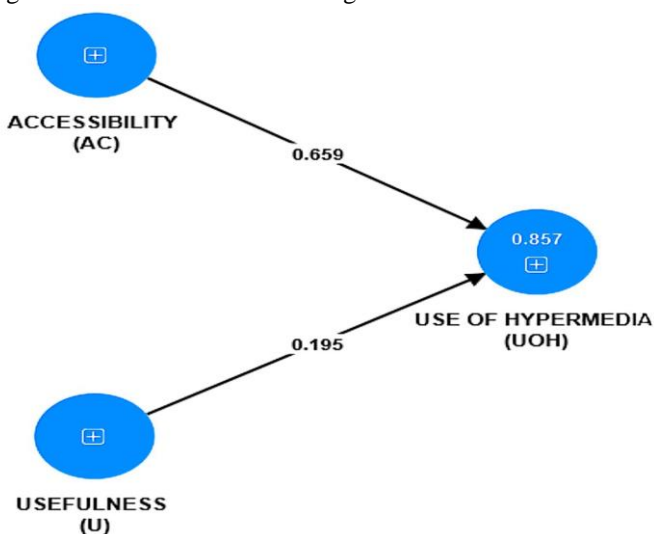 ACCESSIBILITY
(AC)
0.659
0.857
USE OF HYPERMEDIA
(UOH)
0.195
USEFULNESS
(U)